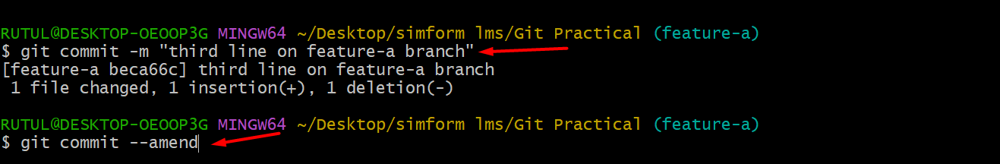 RUTUL@DESKTOP-OEOOP3G MINGW64 ~/Desktop/simform lms/Git Practical (feature-a)
$ git commit -m "third line on feature-a branch"
[feature-a beca66c] third line on feature-a branch
 1 file changed, 1 insertion(+), 1 deletion(-)
RUTUL@DESKTOP-OEOOP3G MINGW64 ~/Desktop/simform lms/Git Practical (feature-a)
$ git commit --amend